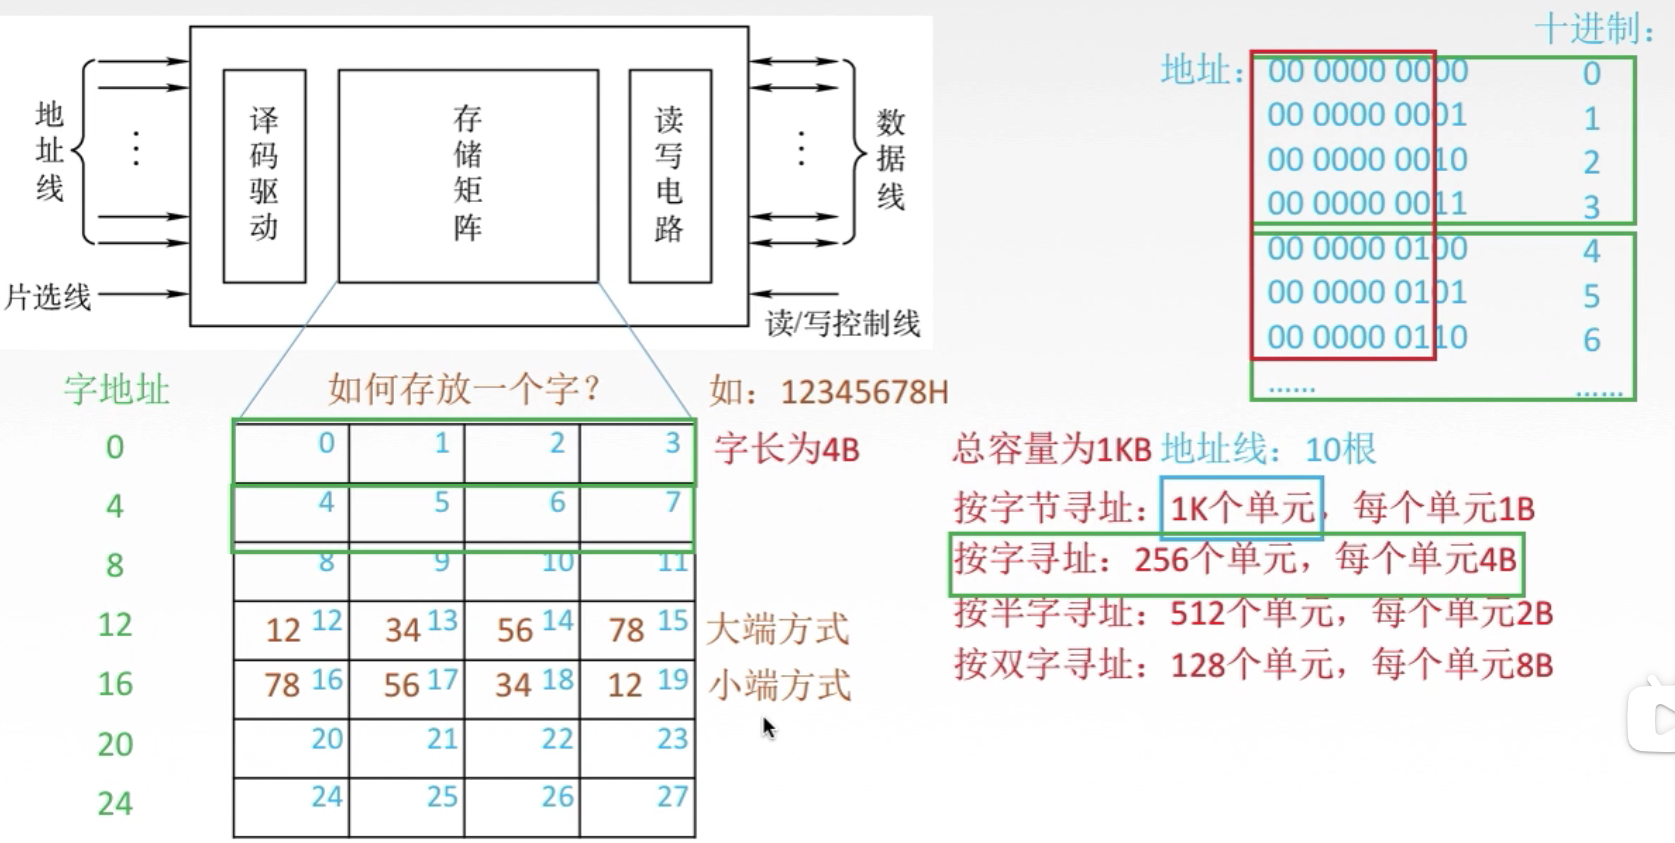 地址线
译码驱动
存储矩阵
读写电路
数据线
片选线
读/写控制线
十进制：
地址：
00 0000 0000 0
00 0000 0001 1
00 0000 0010 2
00 0000 0011 3
00 0000 0100 4
00 0000 0101 5
00 0000 0110 6
…… ……
字地址 如何存放一个字？ 如：12345678H
0 0 1 2 3 字长为4B
4 4 5 6 7
8 8 9 10 11
12 12 12 34 13 56 14 78 15 大端方式
16 78 16 56 17 34 18 12 19 小端方式
20 20 21 22 23
24 24 25 26 27
总容量为1KB 地址线：10根
按字节寻址：1K个单元，每个单元1B
按字寻址：256个单元，每个单元4B
按半字寻址：512个单元，每个单元2B
按双字寻址：128个单元，每个单元8B